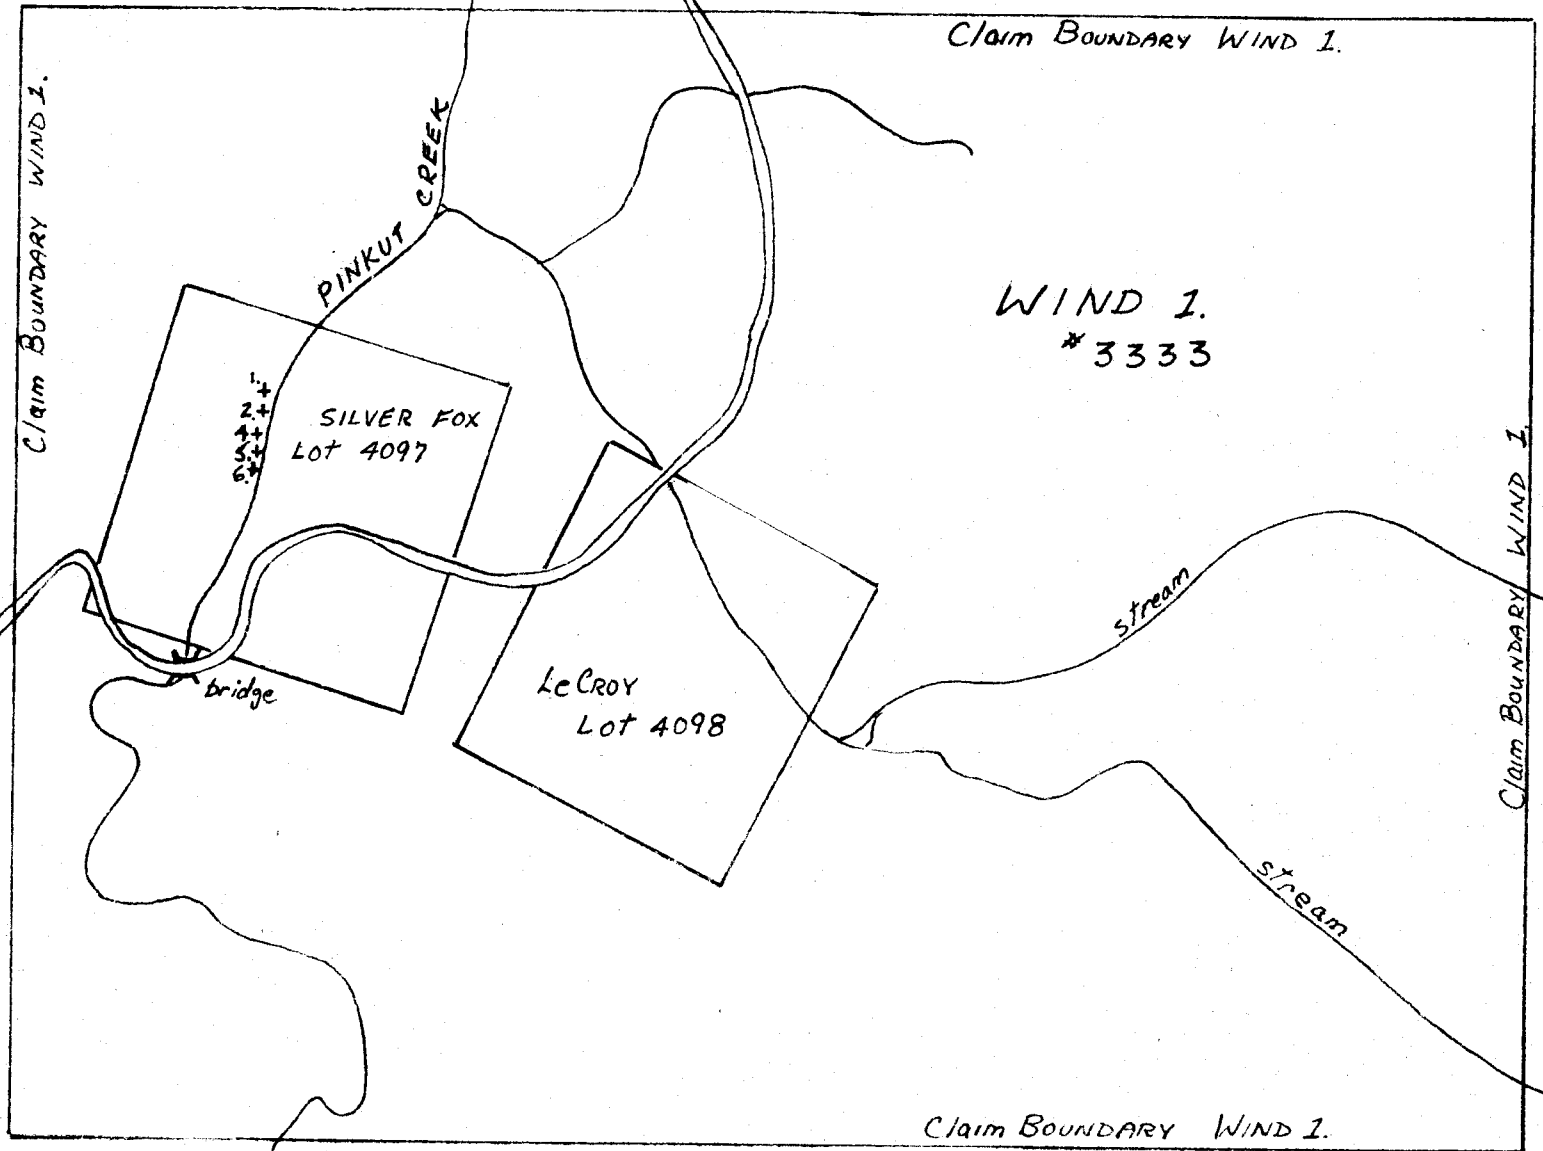 Claim BOUNDARY WIND 1.
Claim BOUNDARY WIND 1.
PINKUT CREEK
WIND 1.
# 3333
1.+
2.+
4+
5.+
6.+
SILVER FOX
Lot 4097
bridge
LeCROY
Lot 4098
stream
stream
Claim BOUNDARY WIND 1.
Claim BOUNDARY WIND 1.